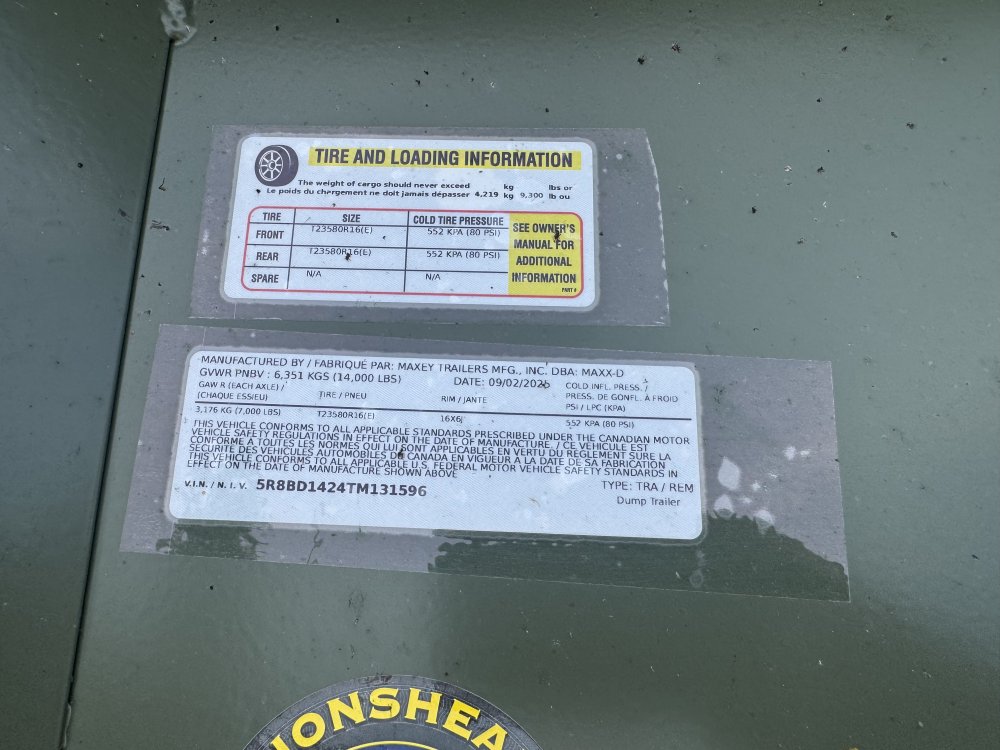 TIRE AND LOADING INFORMATION
The weight of cargo should never exceed kg lbs or
Le poids du chargement ne doit jamais dépasser 4,219 kg 9,300 lb ou
TIRE SIZE COLD TIRE PRESSURE
FRONT T23580R16(E) 552 KPA (80 PSI)
REAR T23580R16(E) 552 KPA (80 PSI)
SPARE N/A N/A
SEE OWNER'S
MANUAL FOR
ADDITIONAL
INFORMATION
PART #
MANUFACTURED BY / FABRIQUÉ PAR: MAXEY TRAILERS MFG., INC. DBA: MAXX-D
GVWR PNBV : 6,351 KGS (14,000 LBS) DATE: 09/02/2025
GAW R (EACH AXLE) / TIRE / PNEU RIM / JANTE COLD INFL. PRESS. /
(CHAQUE ESSIEU) PRESS. DE GONFL. À FROID
PSI / LPC (KPA)
3,176 KG (7,000 LBS) T23580R16(E) 16X6J 552 KPA (80 PSI)
THIS VEHICLE CONFORMS TO ALL APPLICABLE STANDARDS PRESCRIBED UNDER THE CANADIAN MOTOR
VEHICLE SAFETY REGULATIONS IN EFFECT ON THE DATE OF MANUFACTURE. / CE VÉHICULE EST
CONFORME A TOUTES LES NORMES QUI LUI SONT APPLICABLES EN VERTU DU RÈGLEMENT SUR LA
SÉCURITÉ DES VÉHICULES AUTOMOBILES DU CANADA EN VIGUEUR A LA DATE DE SA FABRICATION
THIS VEHICLE CONFORMS TO ALL APPLICABLE U.S. FEDERAL MOTOR VEHICLE SAFETY STANDARDS IN
EFFECT ON THE DATE OF MANUFACTURE SHOWN ABOVE
V.I.N. / N. I. V. 5R8BD1424TM131596 TYPE: TRA / REM
Dump Trailer
IONSHEA